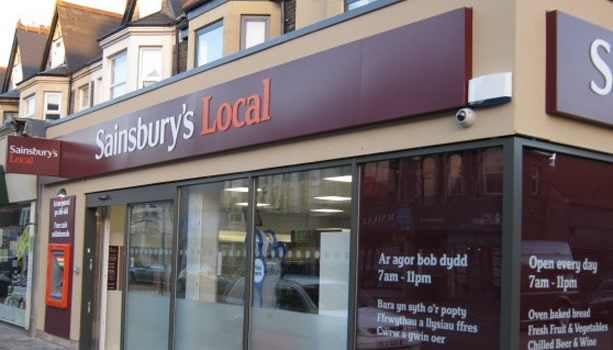 Sainsbury's Local
Sainsbury's
Local
S
Ar agor bob dydd
7am - 11pm
Bara yn syth o'r popty
Ffrwythau a llysiau ffres
Cwrw a gwin oer
Open every day
7am - 11pm
Oven baked bread
Fresh Fruit & Vegetables
Chilled Beer & Wine